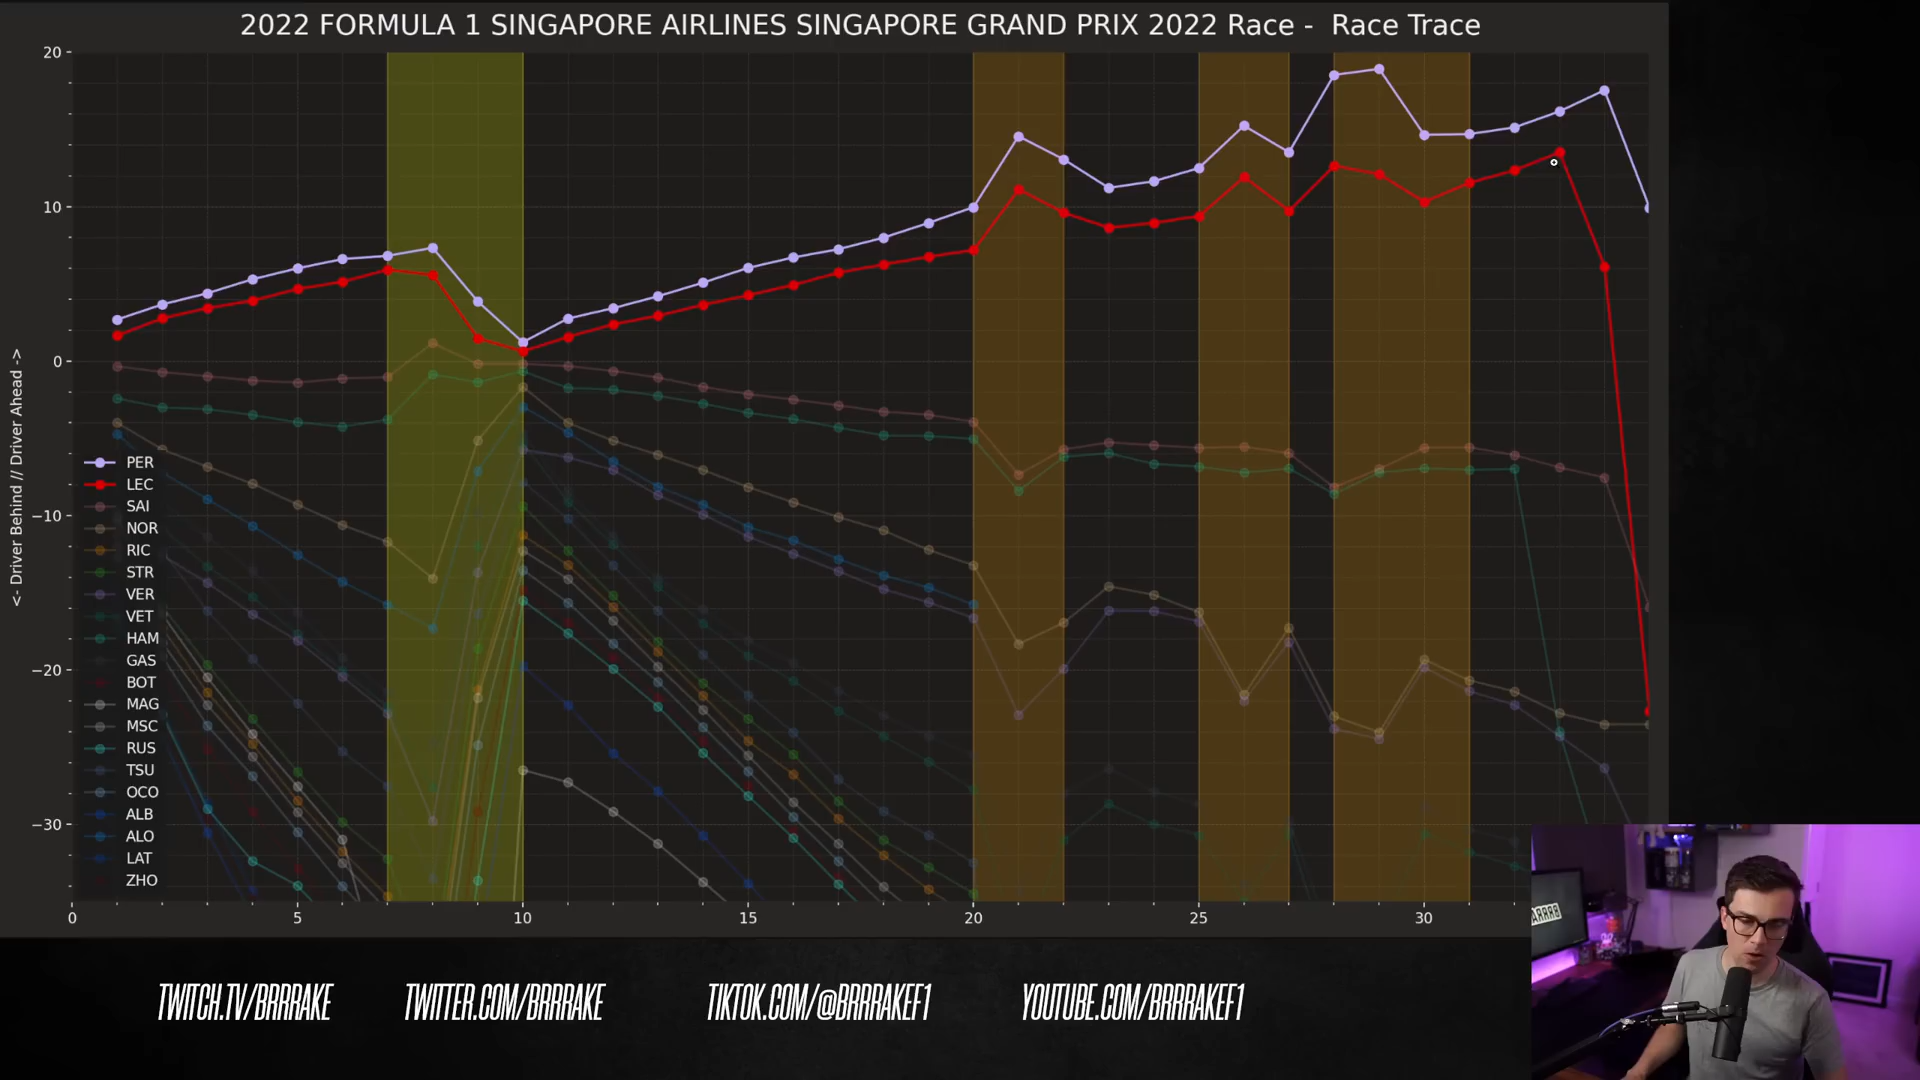 2022 FORMULA 1 SINGAPORE AIRLINES SINGAPORE GRAND PRIX 2022 Race - Race Trace
20
10
0
−10
−20
−30
<- Driver Behind // Driver Ahead ->
PER
LEC
SAI
NOR
RIC
STR
VER
VET
HAM
GAS
BOT
MAG
MSC
RUS
TSU
OCO
ALB
ALO
LAT
ZHO
0 5 10 15 20 25 30
TWITCH.TV/BRRRAKE TWITTER.COM/BRRRAKE TIKTOK.COM/@BRRRAKEF1 YOUTUBE.COM/BRRRAKEF1